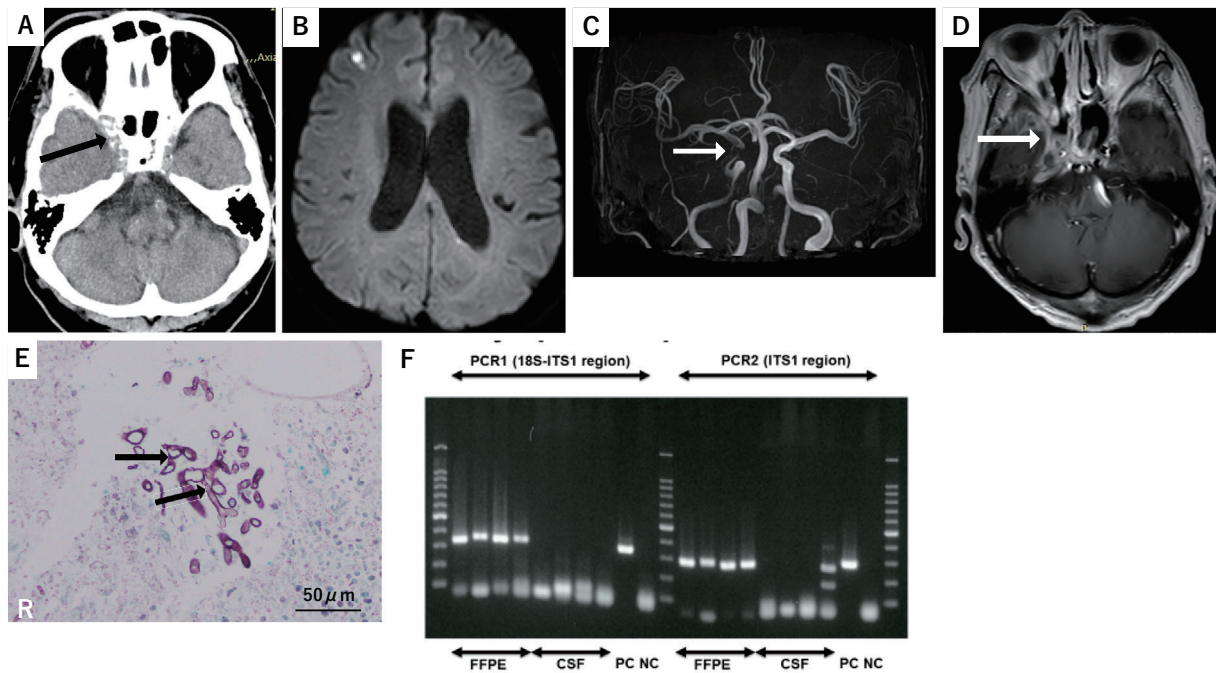 A
,,,Axia
B
C
D
E
50μm
R
F
PCR1 (18S-ITS1 region)
PCR2 (ITS1 region)
FFPE
CSF
PC NC
FFPE
CSF
PC NC